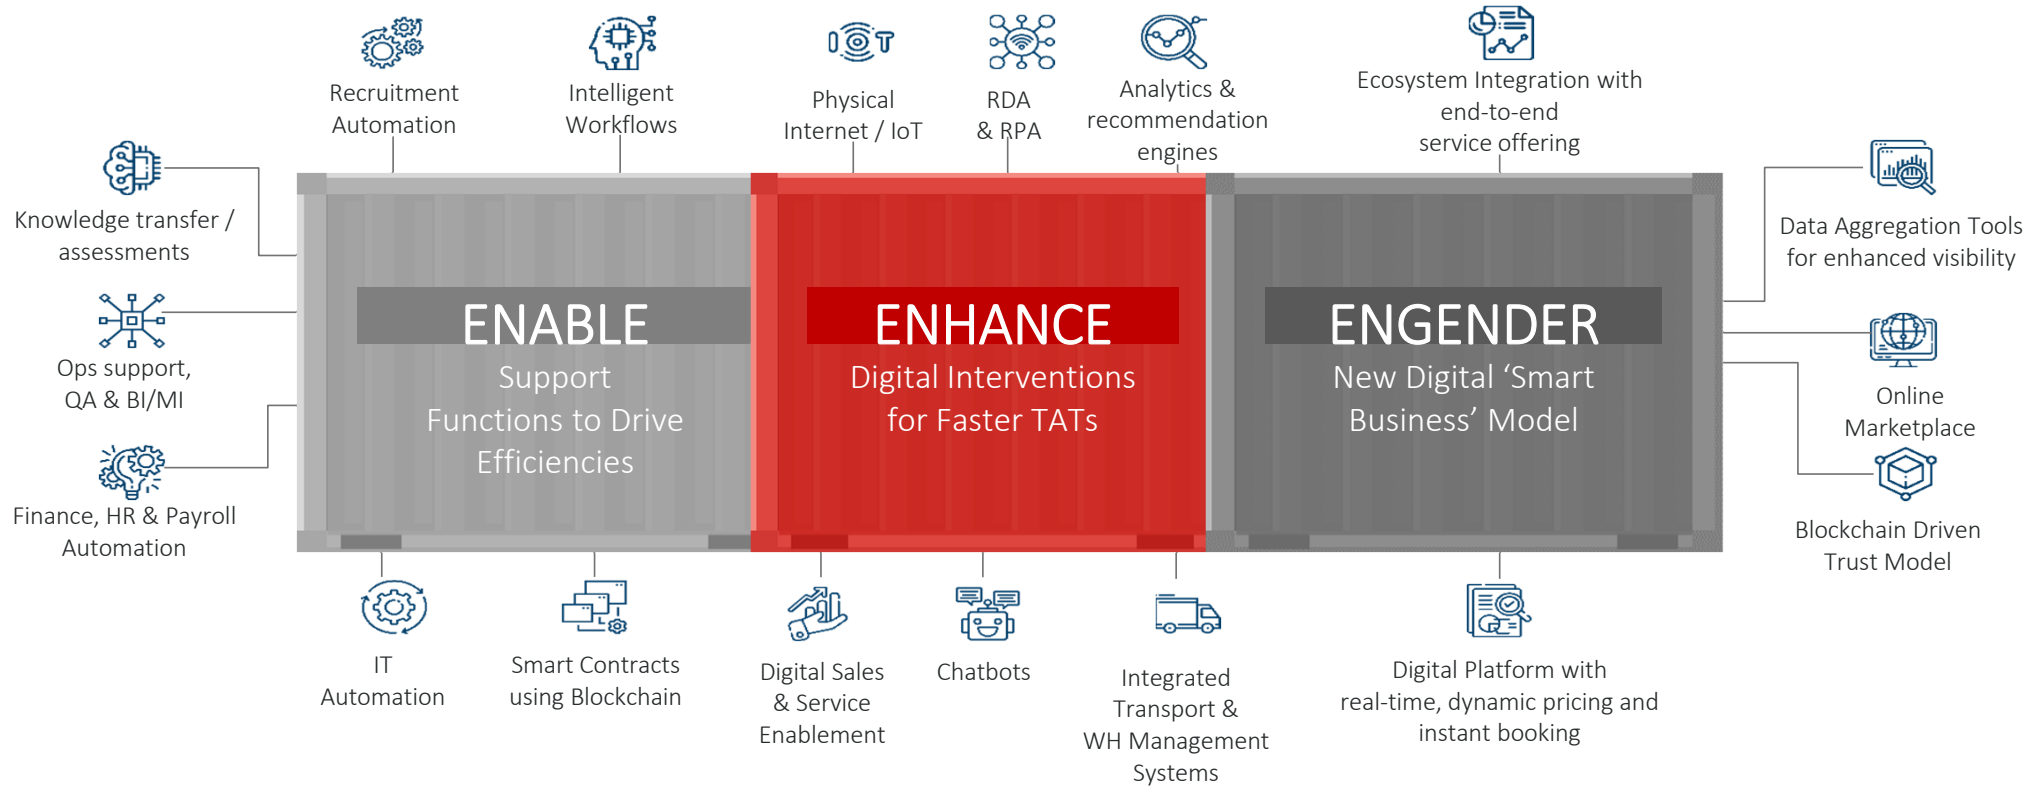 Recruitment
Automation
Intelligent
Workflows
Physical
Internet / IoT
RDA
& RPA
Analytics &
recommendation
engines
Ecosystem Integration with
end-to-end
service offering
Knowledge transfer /
assessments
Ops support,
QA & BI/MI
Finance, HR & Payroll
Automation
ENABLE
Support
Functions to Drive
Efficiencies
ENHANCE
Digital Interventions
for Faster TATs
ENGENDER
New Digital ‘Smart
Business’ Model
Data Aggregation Tools
for enhanced visibility
Online
Marketplace
Blockchain Driven
Trust Model
IT
Automation
Smart Contracts
using Blockchain
Digital Sales
& Service
Enablement
Chatbots
Integrated
Transport &
WH Management
Systems
Digital Platform with
real-time, dynamic pricing and
instant booking